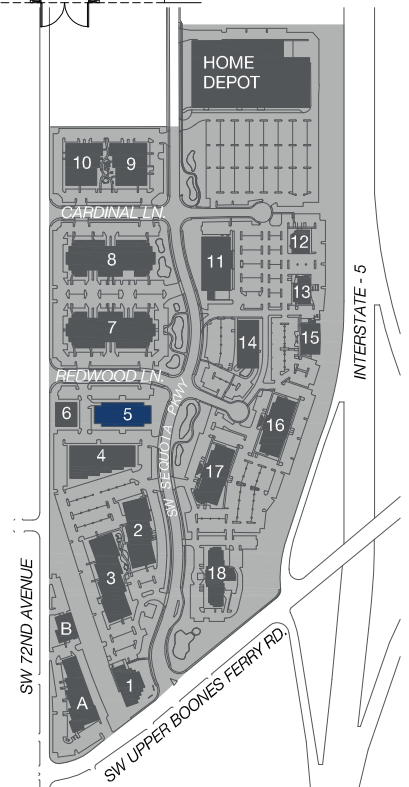 HOME
DEPOT
10
9
CARDINAL LN.
12
8
11
13
INTERSTATE - 5
7
14
15
REDWOOD LN.
6
5
SW SEQUOIA PKWY
16
4
17
2
3
18
SW 72ND AVENUE
B
1
A
SW UPPER BOONES FERRY RD.